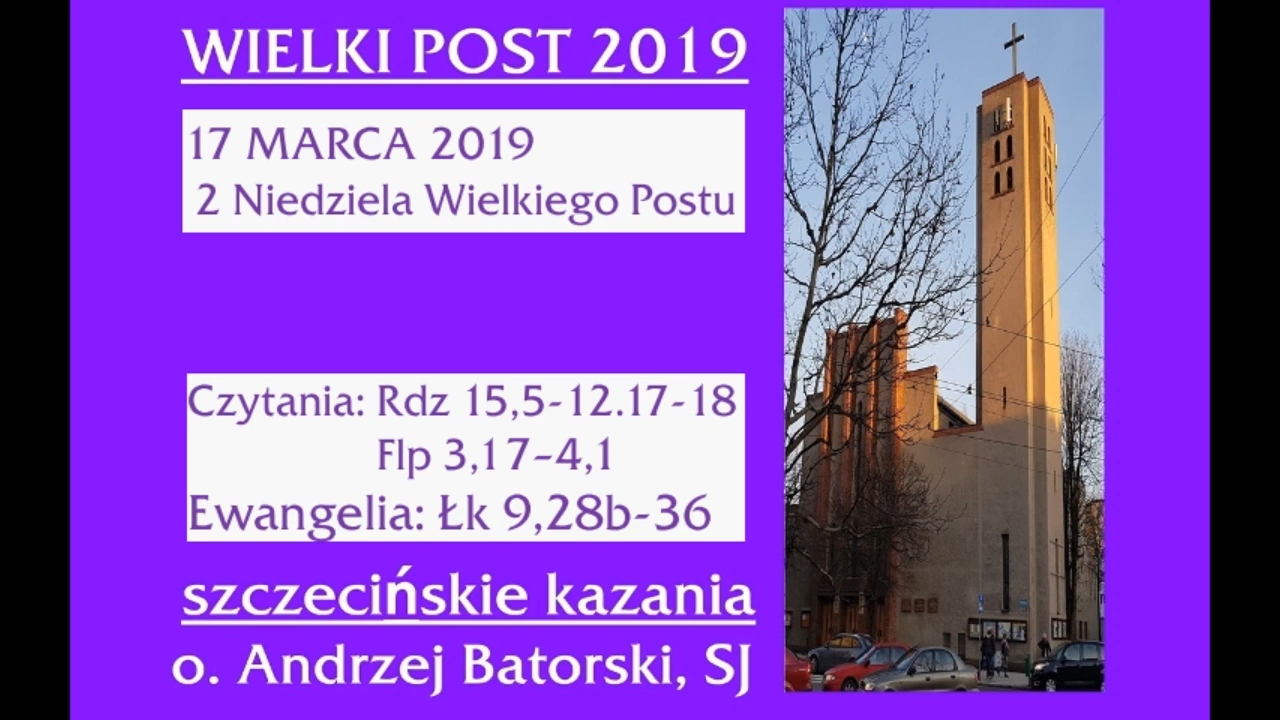 WIELKI POST 2019
17 MARCA 2019
2 Niedziela Wielkiego Postu
Czytania: Rdz 15,5-12.17-18
Flp 3,17-4,1
Ewangelia: Łk 9,28b-36
szczecińskie kazania
o. Andrzej Batorski, SJ